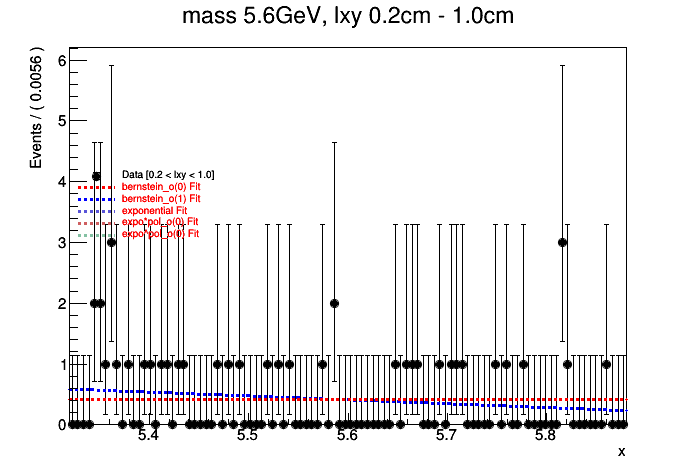 mass 5.6GeV, lxy 0.2cm - 1.0cm
Events / ( 0.0056 )
6
5
4
3
2
1
0
Data [0.2 < lxy < 1.0]
bernstein_o(0) Fit
bernstein_o(1) Fit
exponential Fit
expo*pol_o(0) Fit
expo*pol_o(0) Fit
5.4 5.5 5.6 5.7 5.8
x